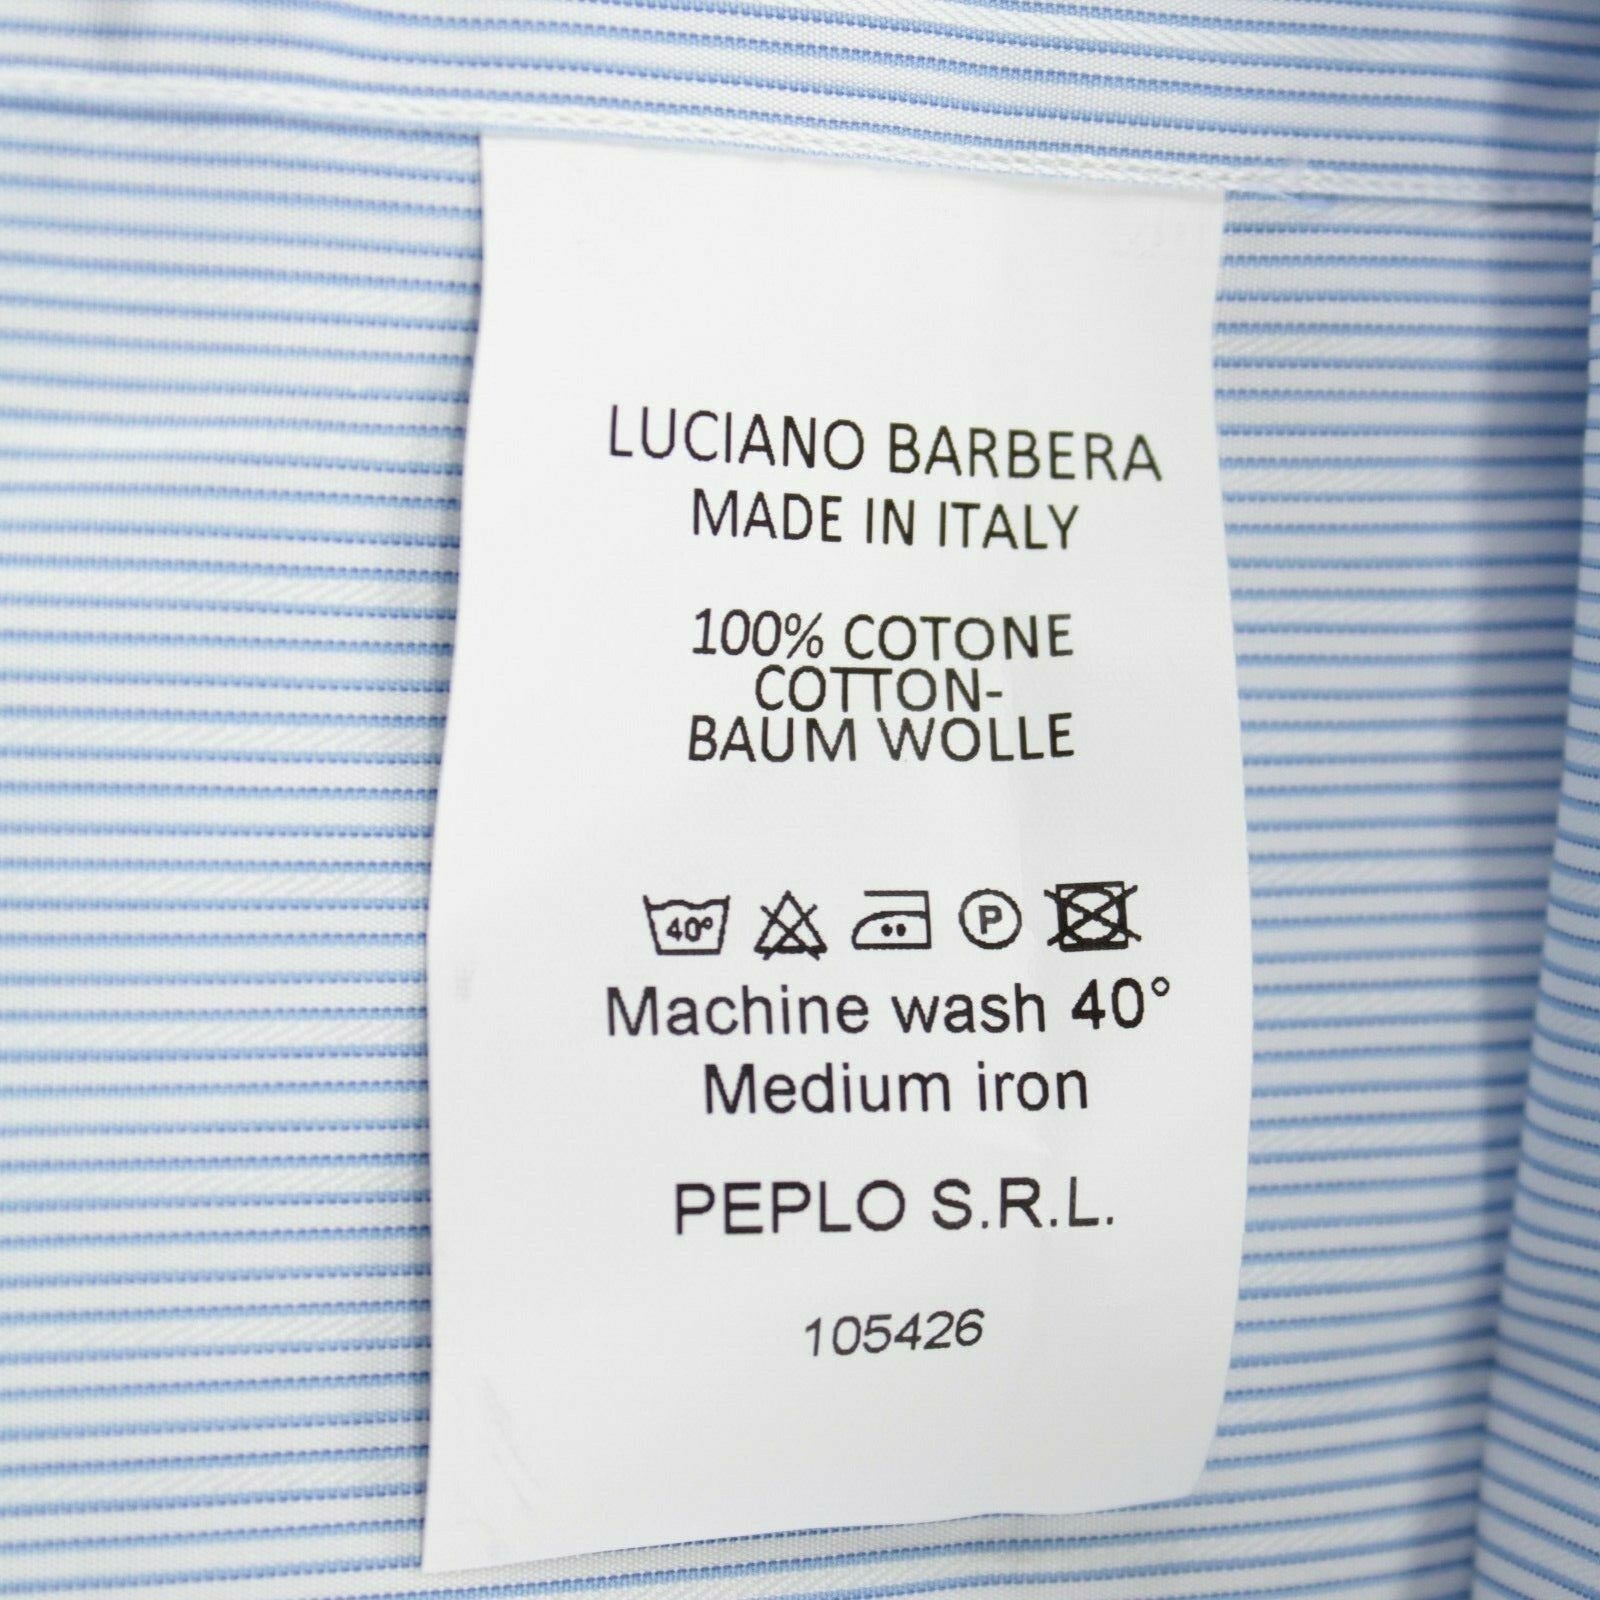 LUCIANO BARBERA
MADE IN ITALY
100% COTONE
COTTON-
BAUM WOLLE
40° P
Machine wash 40°
Medium iron
PEPLO S.R.L.
105426